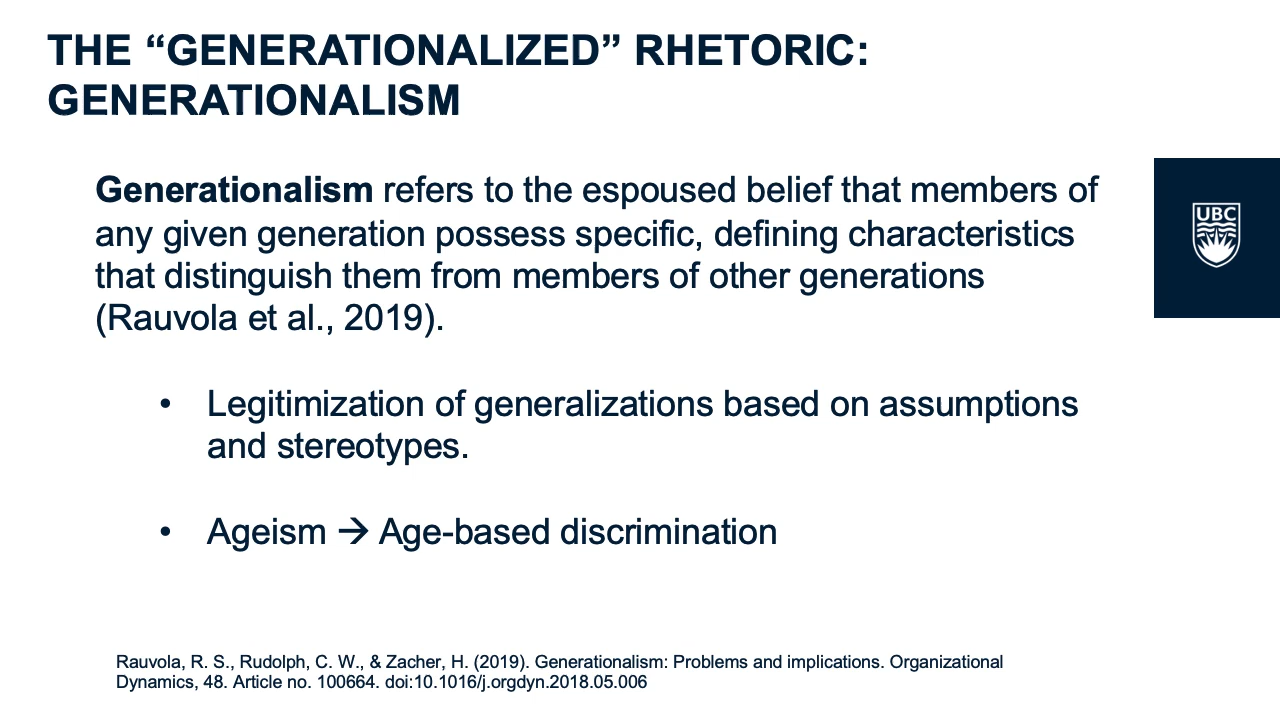 THE “GENERATIONALIZED” RHETORIC:
GENERATIONALISM
Generationalism refers to the espoused belief that members of
any given generation possess specific, defining characteristics
that distinguish them from members of other generations
(Rauvola et al., 2019).
UBC
• Legitimization of generalizations based on assumptions
and stereotypes.
• Ageism → Age-based discrimination
Rauvola, R. S., Rudolph, C. W., & Zacher, H. (2019). Generationalism: Problems and implications. Organizational
Dynamics, 48. Article no. 100664. doi:10.1016/j.orgdyn.2018.05.006